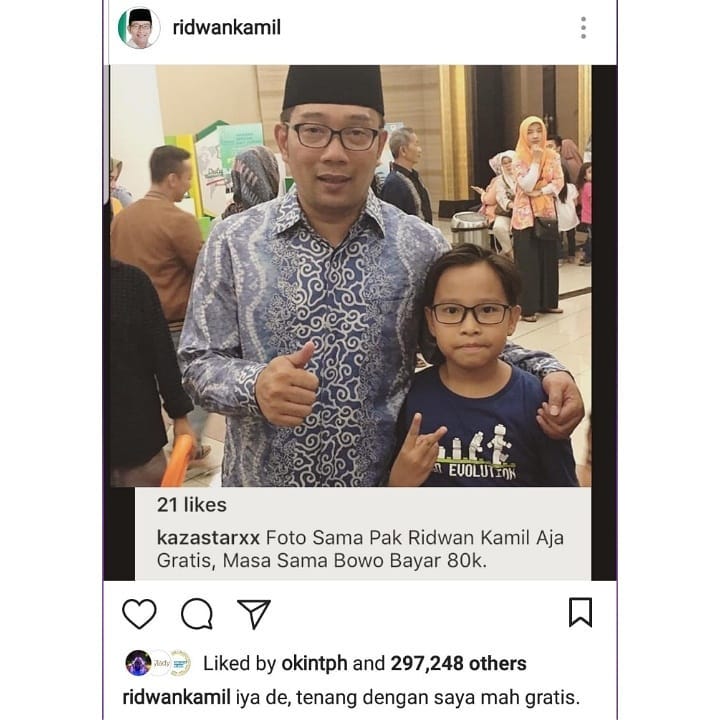 ridwankamil
EVOLUTION
21 likes
kazastarxx Foto Sama Pak Ridwan Kamil Aja
Gratis, Masa Sama Bowo Bayar 80k.
Liked by okintph and 297,248 others
ridwankamil iya de, tenang dengan saya mah gratis.